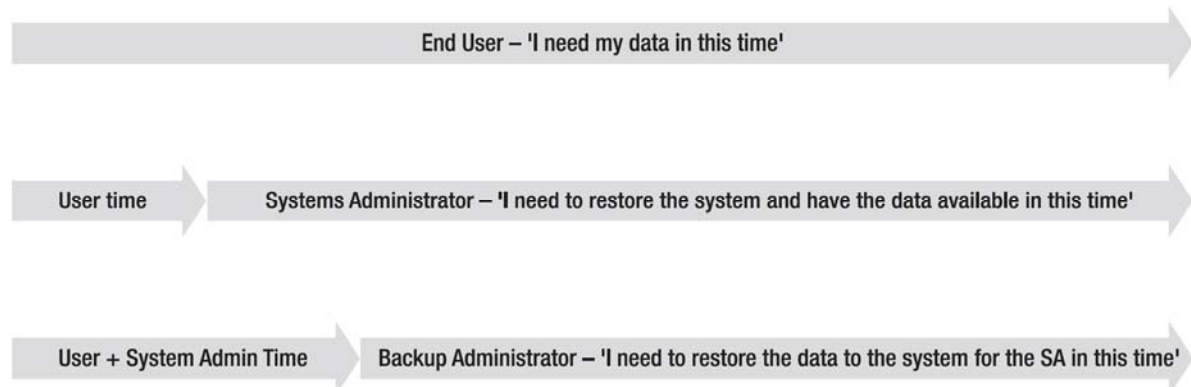 End User – 'I need my data in this time'
User time
Systems Administrator – 'I need to restore the system and have the data available in this time'
User + System Admin Time
Backup Administrator – 'I need to restore the data to the system for the SA in this time'